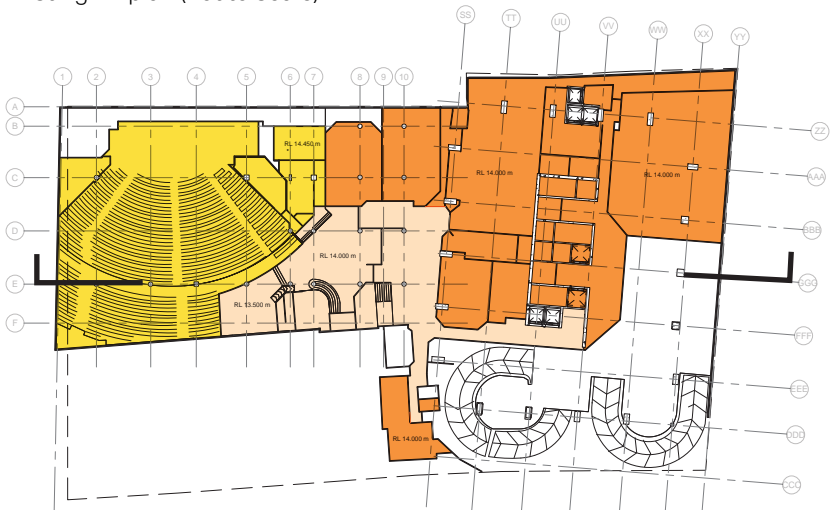 SS TT UU VV WW XX YY
1 2 3 4 5 6 7 8 9 10
A
B
ZZ
RL 14.450 m
C
RL 14.000 m
RL 14.000 m
AAA
D
BBB
RL 14.000 m
E
GGG
RL 13.500 m
F
FFF
EEE
DDD
RL 14.000 m
CCC